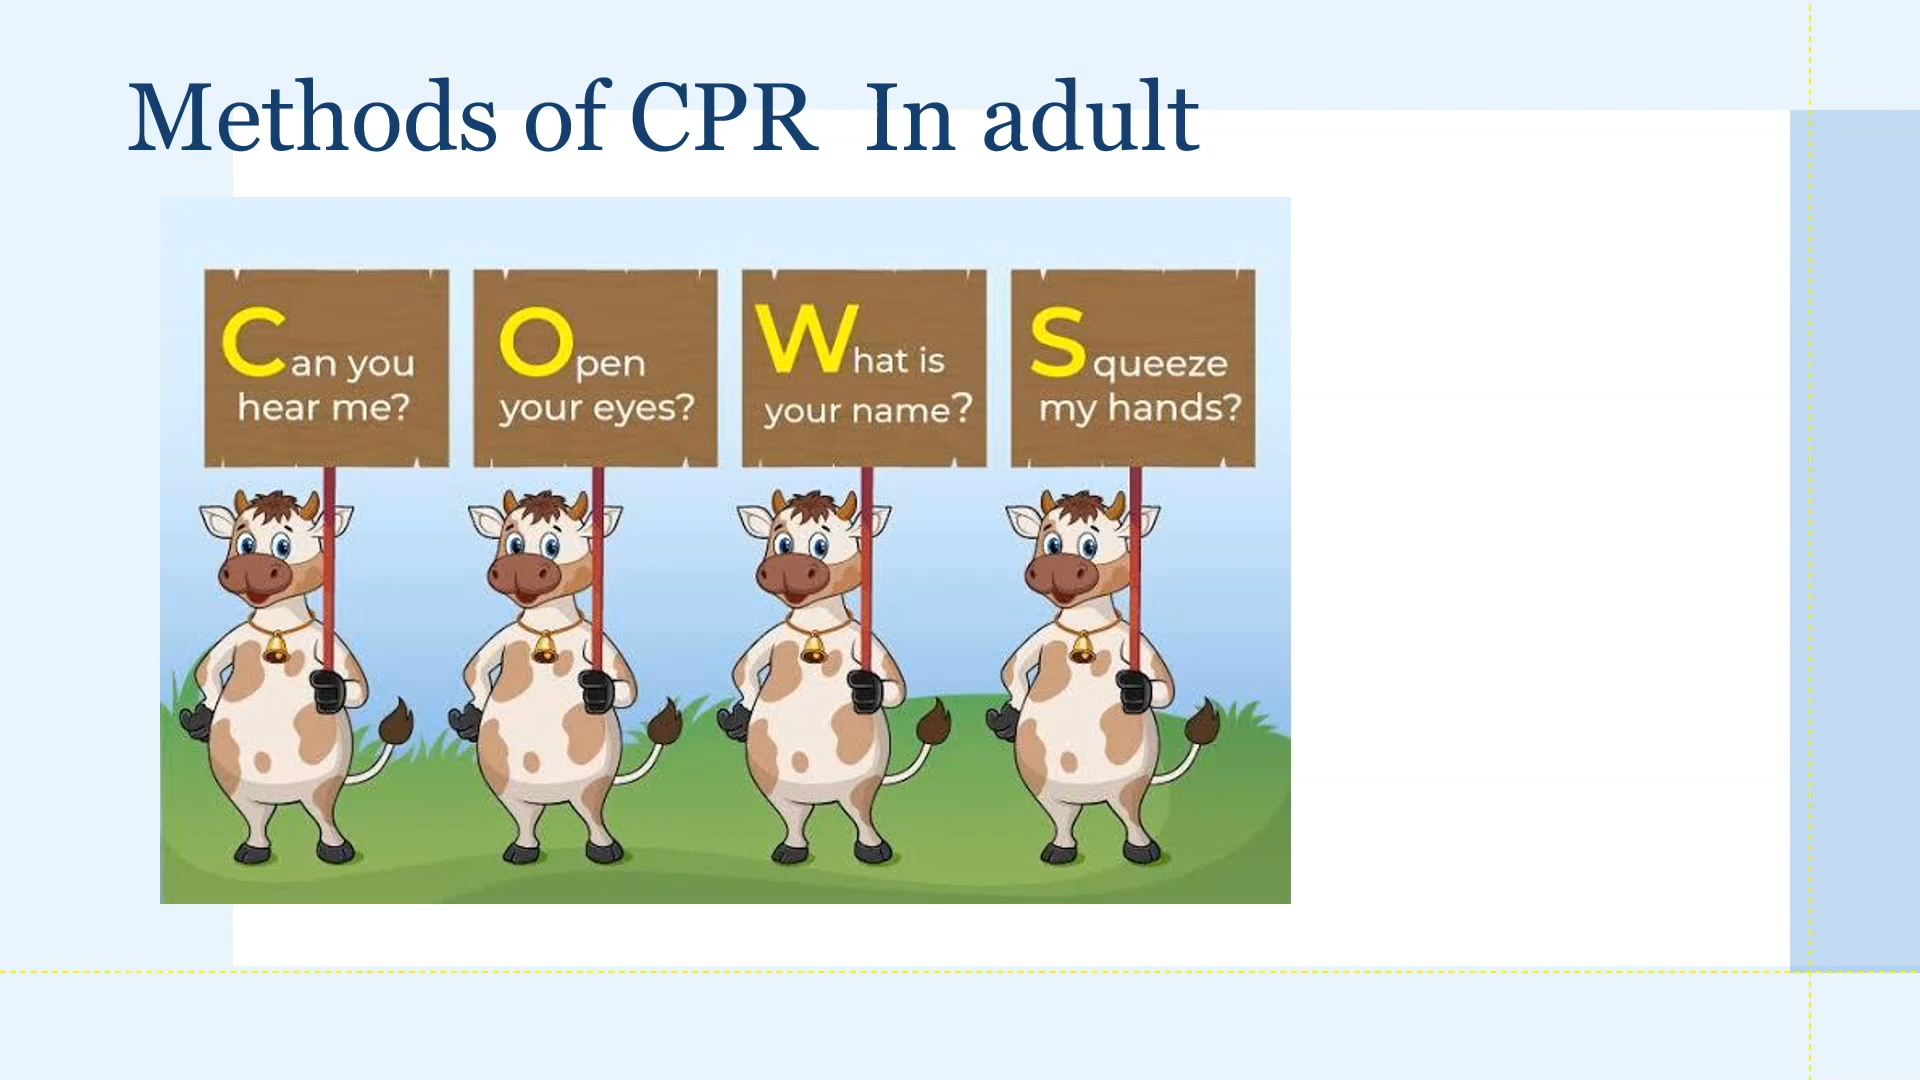 Methods of CPR  In adult
Can you
hear me?
Open
your eyes?
What is
your name?
Squeeze
my hands?